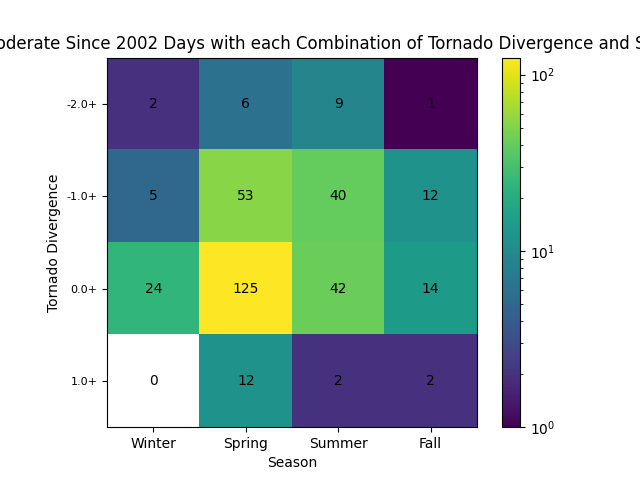 oderate Since 2002 Days with each Combination of Tornado Divergence and S
-2.0+ 2 6 9 1
-1.0+ 5 53 40 12
0.0+ 24 125 42 14
1.0+ 0 12 2 2
Winter Spring Summer Fall
Season
Tornado Divergence
10²
10¹
10⁰